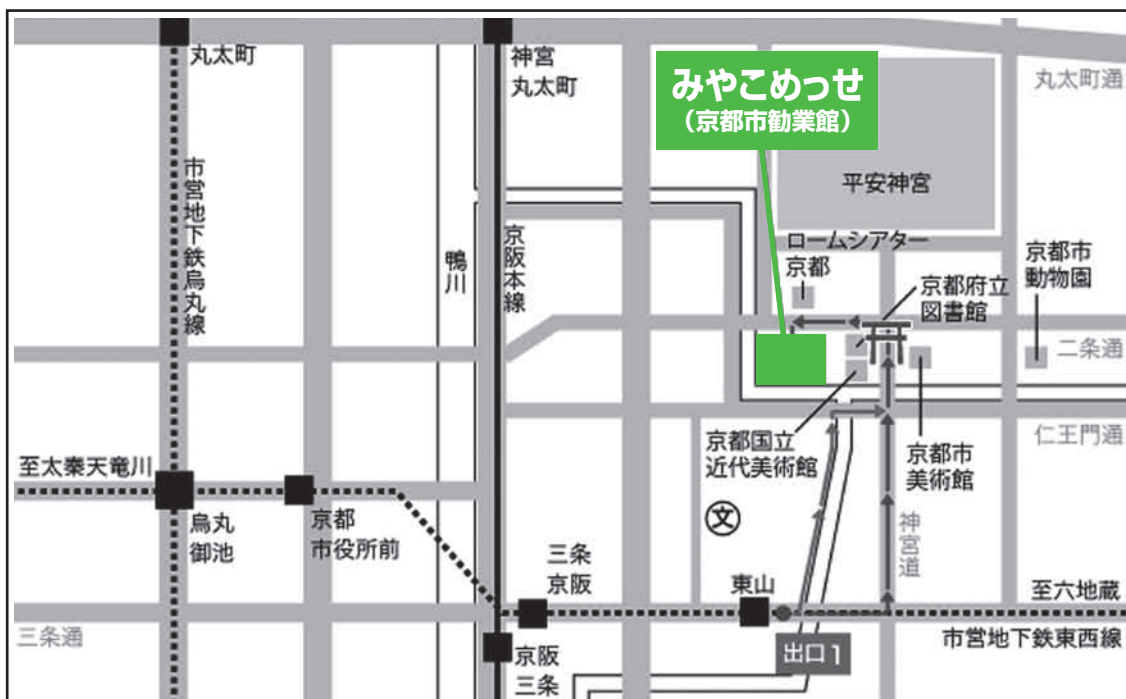 丸太町
神宮
丸太町
みやこめっせ
（京都市勧業館）
丸太町通
平安神宮
市営地下鉄烏丸線
鴨川
京阪本線
ロームシアター
京都
京都府立
図書館
京都市
動物園
二条通
仁王門通
京都国立
近代美術館
京都市
美術館
至太秦天竜川
烏丸
御池
京都
市役所前
文
神宮道
三条
京阪
東山
至六地蔵
三条通
市営地下鉄東西線
出口1
京阪
三条